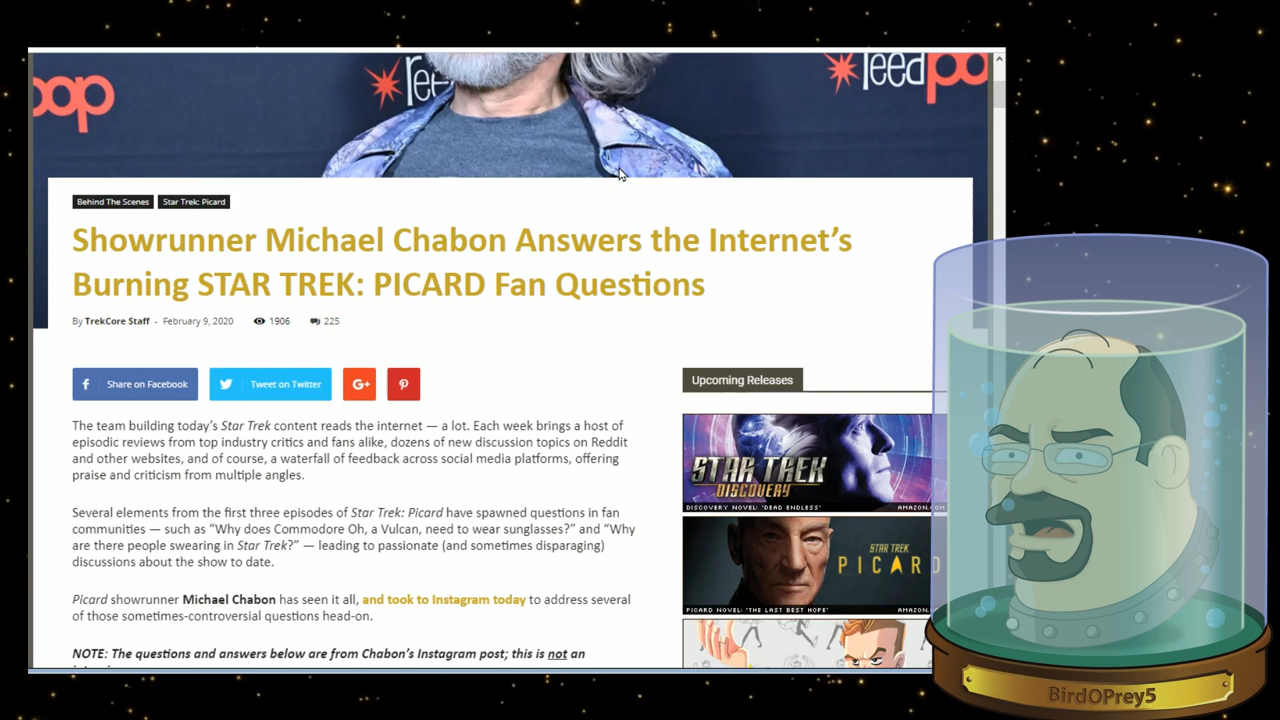 pop
reedpo
Behind The Scenes Star Trek: Picard
Showrunner Michael Chabon Answers the Internet's
Burning STAR TREK: PICARD Fan Questions
By TrekCore Staff - February 9, 2020 1906 225
Share on Facebook Tweet on Twitter G+
Upcoming Releases
The team building today's Star Trek content reads the internet — a lot. Each week brings a host of
episodic reviews from top industry critics and fans alike, dozens of new discussion topics on Reddit
and other websites, and of course, a waterfall of feedback across social media platforms, offering
praise and criticism from multiple angles.
Several elements from the first three episodes of Star Trek: Picard have spawned questions in fan
communities — such as "Why does Commodore Oh, a Vulcan, need to wear sunglasses?" and "Why
are there people swearing in Star Trek?" — leading to passionate (and sometimes disparaging)
discussions about the show to date.
Picard showrunner Michael Chabon has seen it all, and took to Instagram today to address several
of those sometimes-controversial questions head-on.
NOTE: The questions and answers below are from Chabon's Instagram post; this is not an
STAR TREK
DISCOVERY
DISCOVERY NOVEL: 'DEAD ENDLESS' AMAZON.COM
STAR TREK
PICARD
PICARD NOVEL: 'THE LAST BEST HOPE' AMAZON.
BirdOPrey5